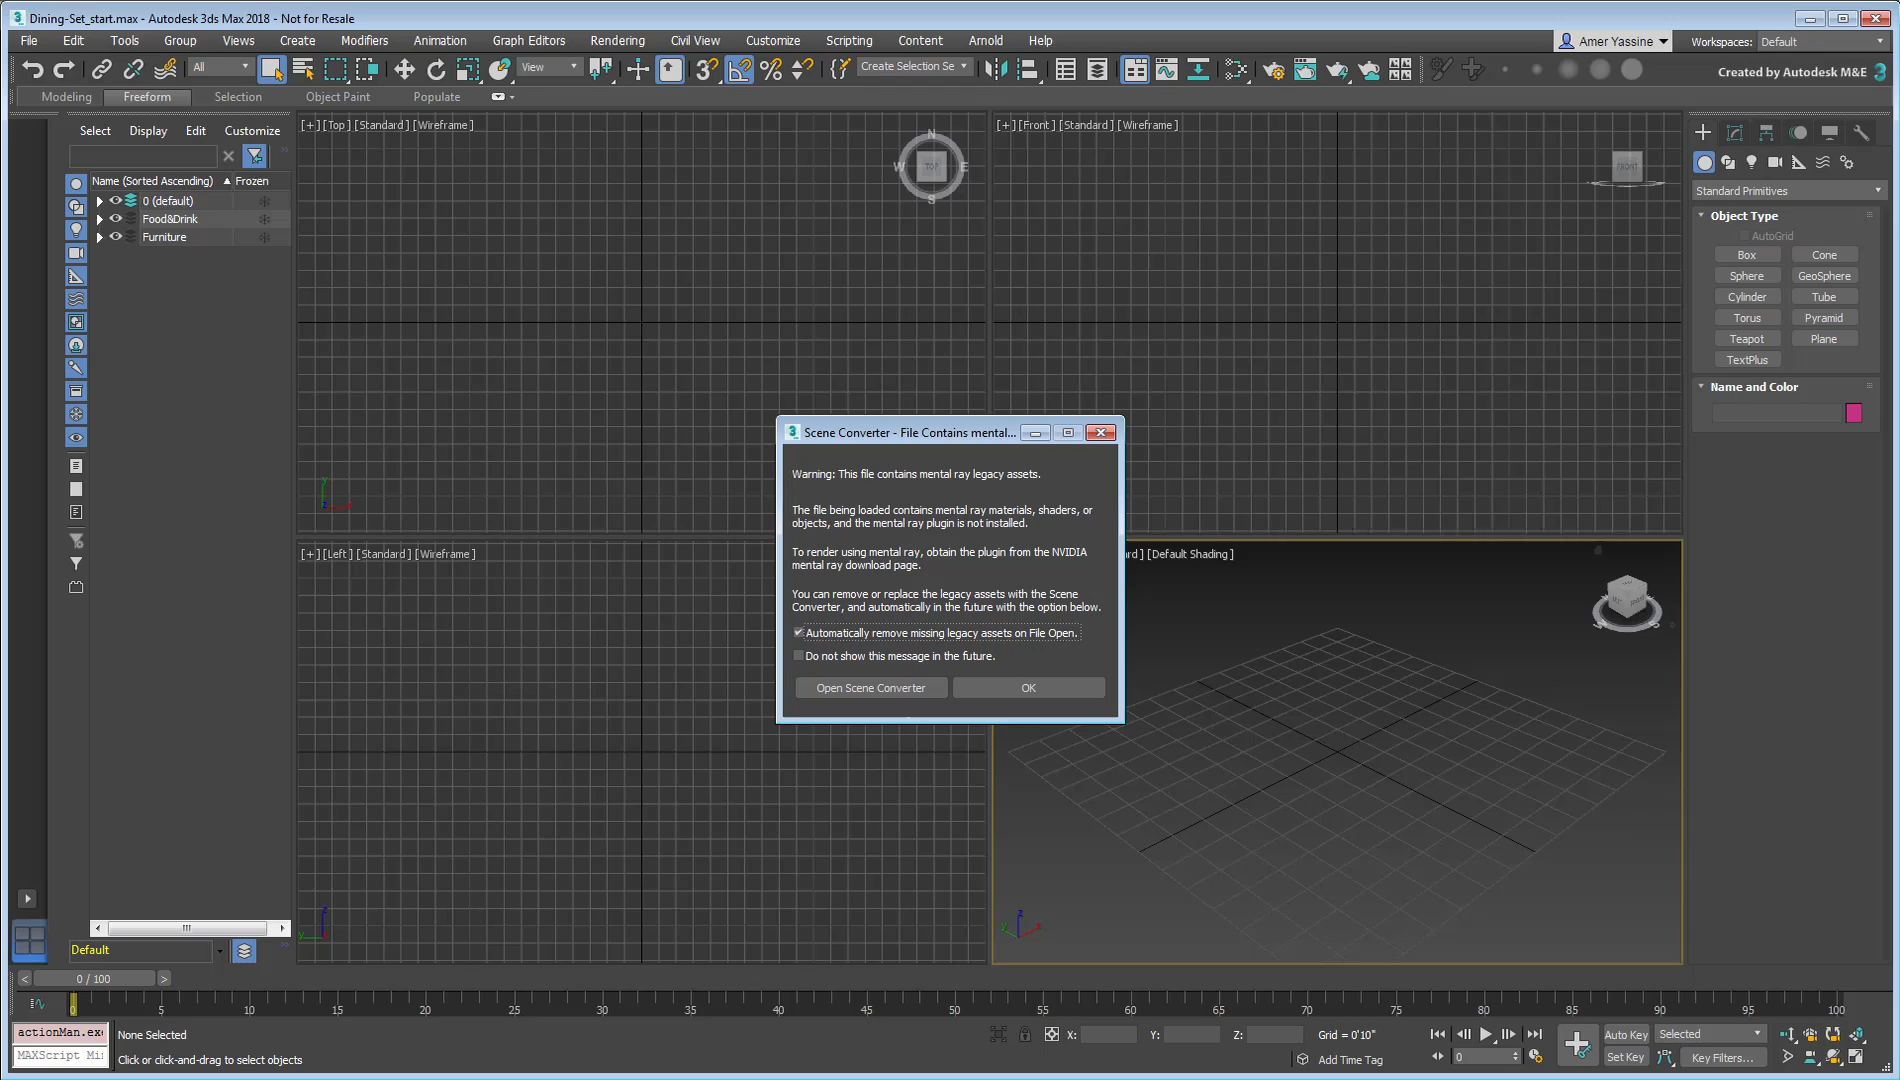 Dining-Set_start.max - Autodesk 3ds Max 2018 - Not for Resale
File Edit Tools Group Views Create Modifiers Animation Graph Editors Rendering Civil View Customize Scripting Content Arnold Help
Amer Yassine
Workspaces: Default
All
View
Create Selection Se
Created by Autodesk M&E
Modeling Freeform Selection Object Paint Populate
Select Display Edit Customize
Name (Sorted Ascending) Frozen
0 (default)
Food&Drink
Furniture
Default
[+] [Top] [Standard] [Wireframe]
N
W TOP E
S
[+] [Front] [Standard] [Wireframe]
FRONT
[+] [Left] [Standard] [Wireframe]
rd] [Default Shading]
Scene Converter - File Contains mental...
Warning: This file contains mental ray legacy assets.
The file being loaded contains mental ray materials, shaders, or
objects, and the mental ray plugin is not installed.
To render using mental ray, obtain the plugin from the NVIDIA
mental ray download page.
You can remove or replace the legacy assets with the Scene
Converter, and automatically in the future with the option below.
Automatically remove missing legacy assets on File Open.
Do not show this message in the future.
Open Scene Converter OK
Standard Primitives
Object Type
AutoGrid
Box Cone
Sphere GeoSphere
Cylinder Tube
Torus Pyramid
Teapot Plane
TextPlus
Name and Color
0 / 100
0 5 10 15 20 25 30 35 40 45 50 55 60 65 70 75 80 85 90 95 100
actionMan.exe
MAXScript Mi
None Selected
Click or click-and-drag to select objects
X: Y: Z: Grid = 0'10"
Add Time Tag
0
Auto Key Selected
Set Key Key Filters...